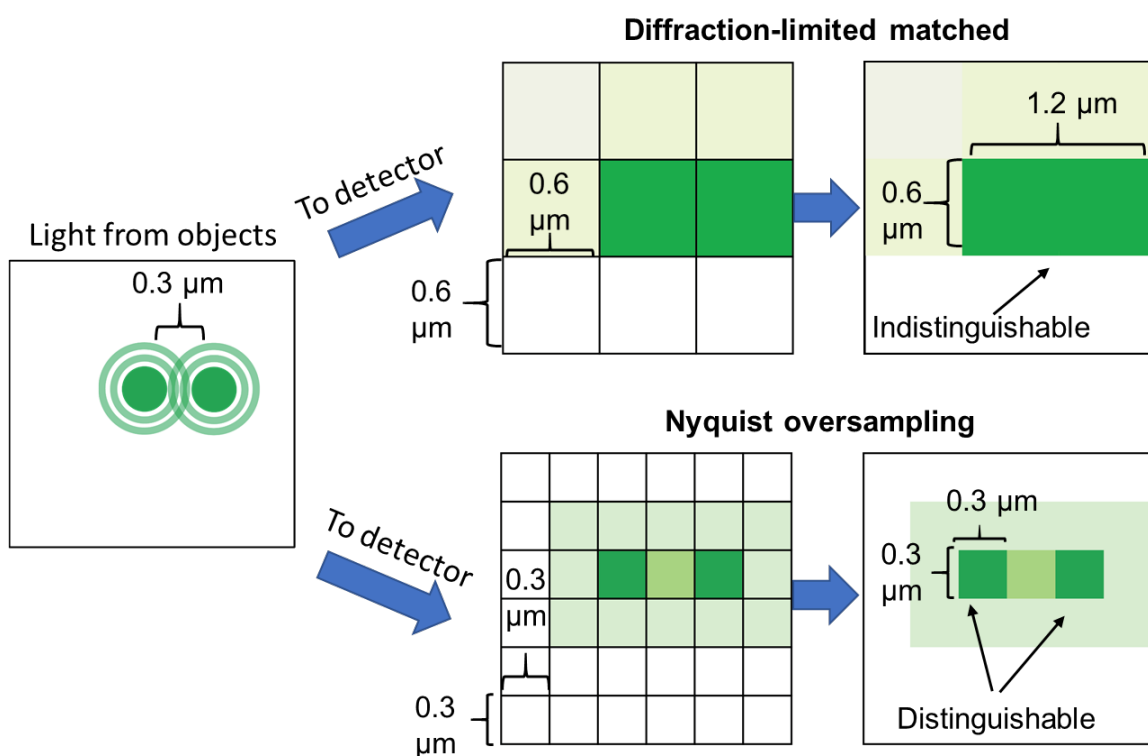 Diffraction-limited matched
To detector
0.6
µm
0.6
µm
1.2 µm
0.6
µm
Indistinguishable
Light from objects
0.3 µm
Nyquist oversampling
To detector
0.3
µm
0.3
µm
0.3 µm
0.3
µm
Distinguishable